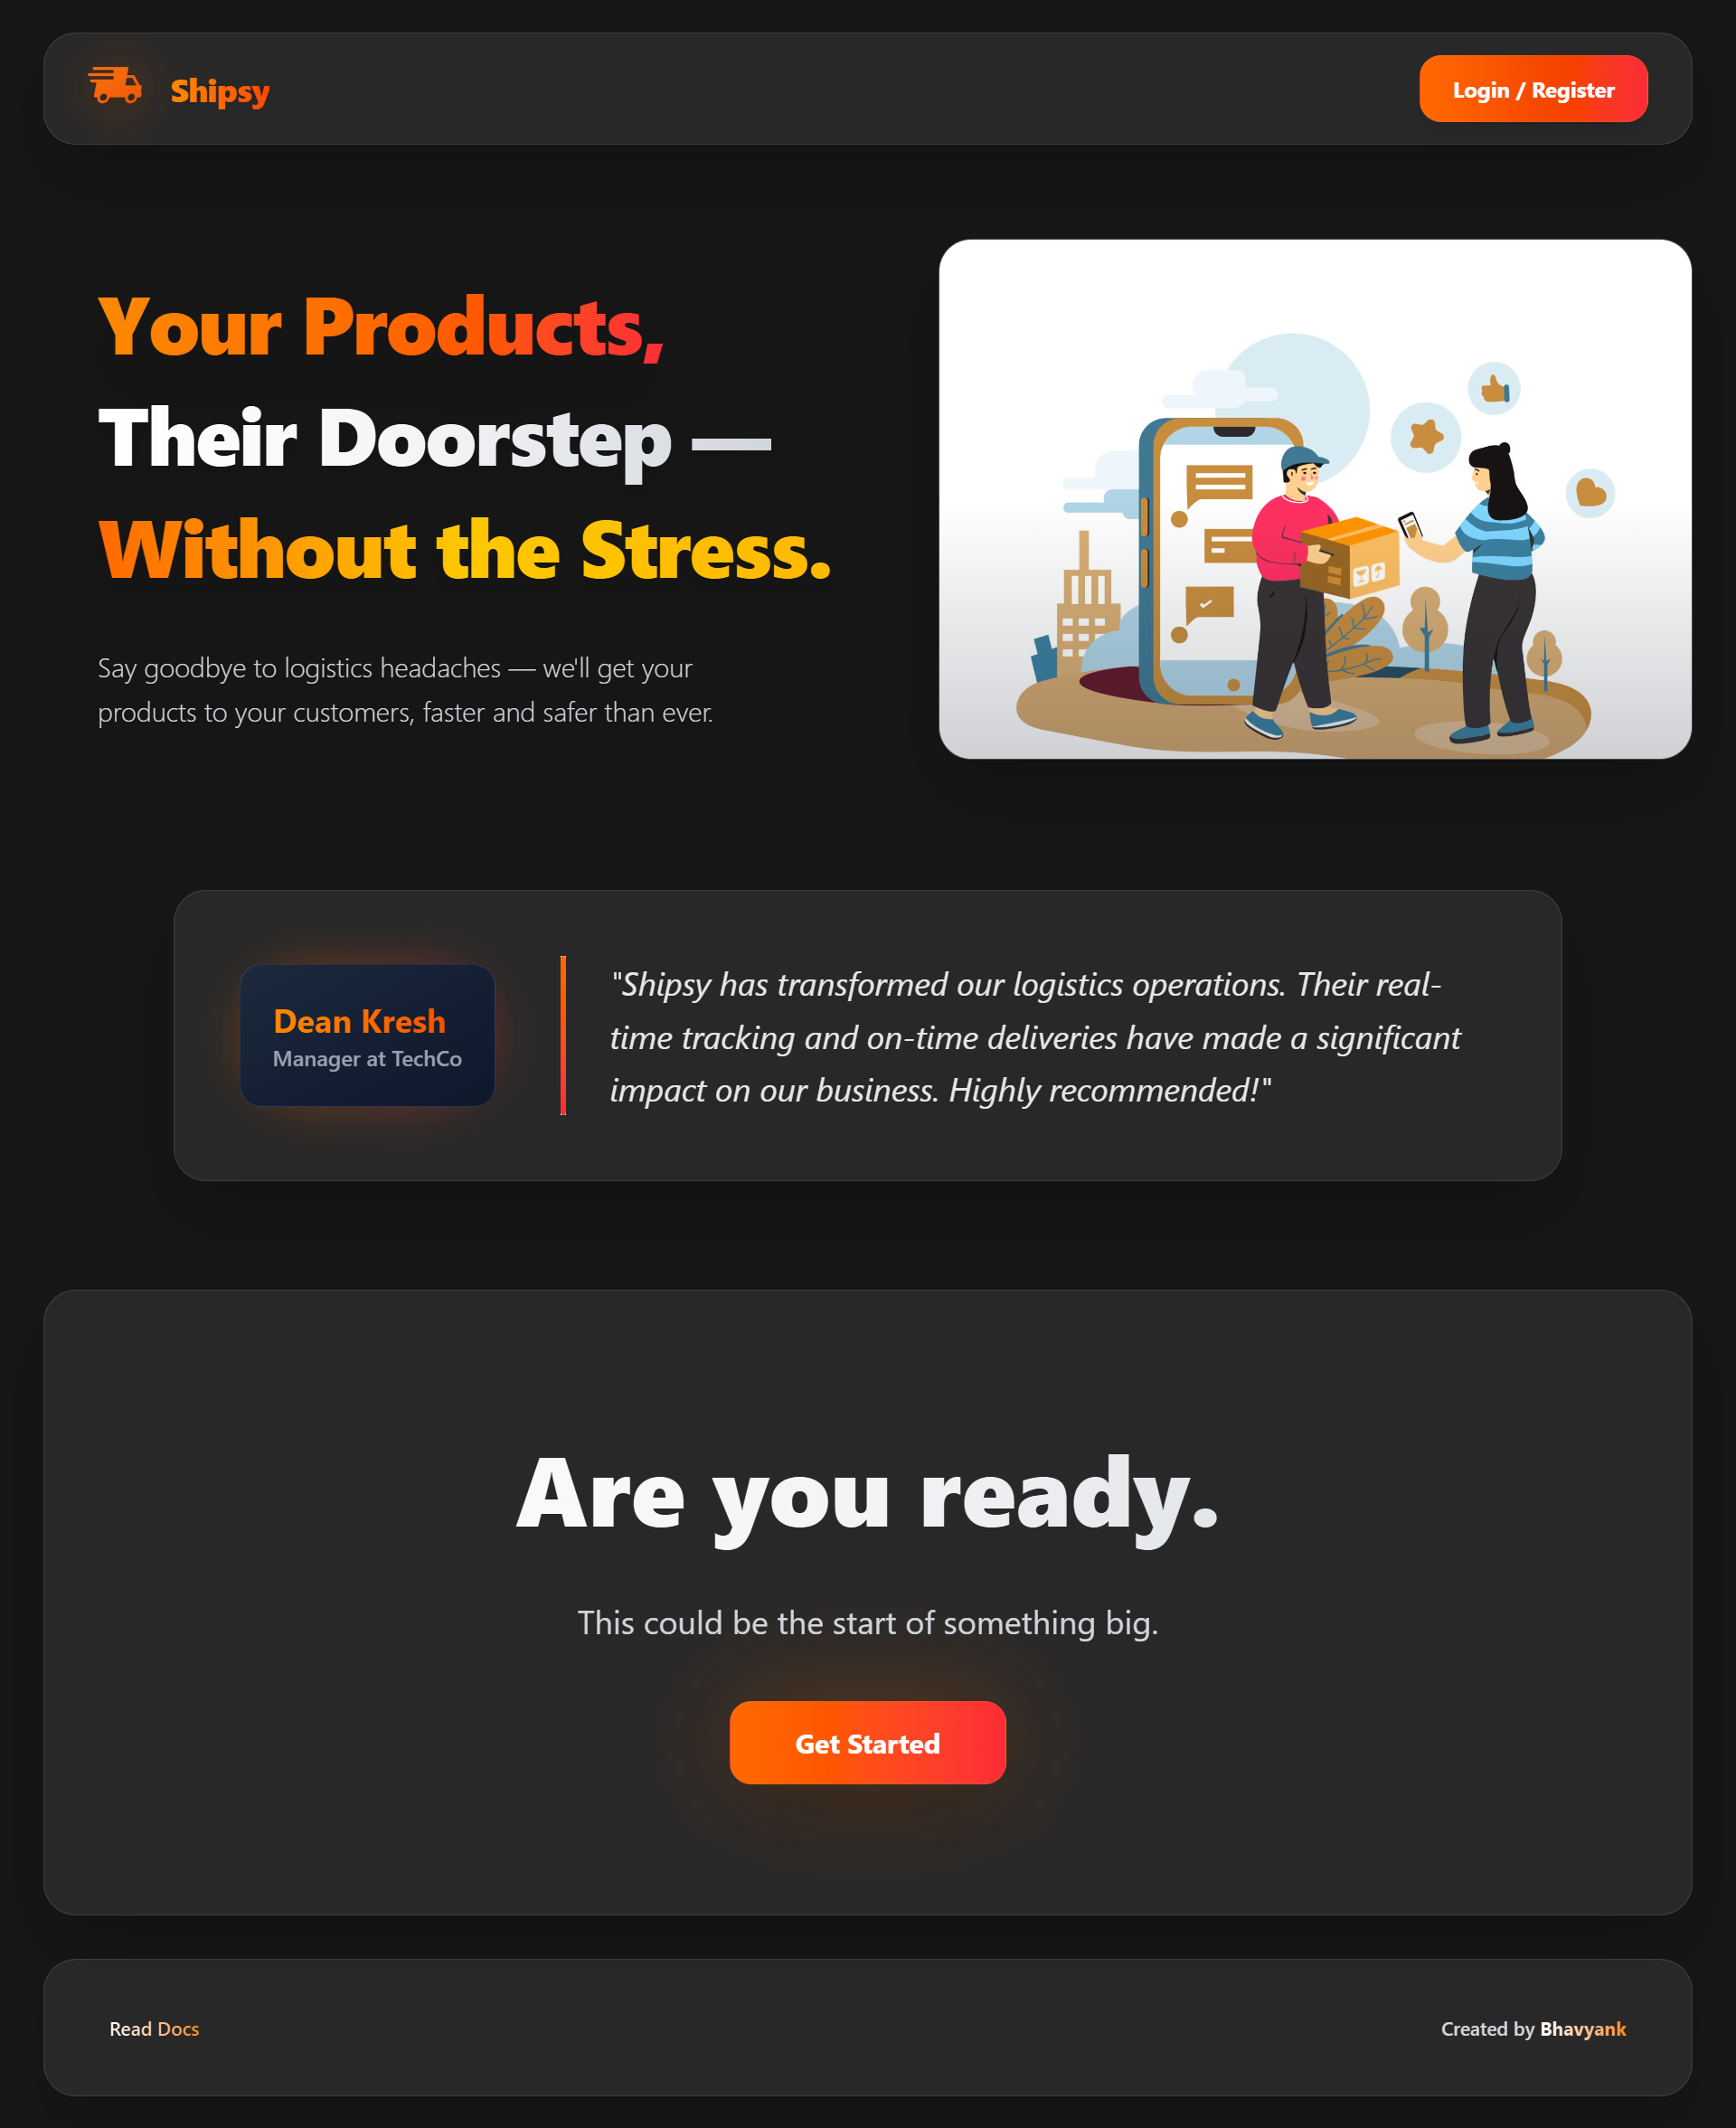 Shipsy
Login / Register
Your Products,
Their Doorstep —
Without the Stress.
Say goodbye to logistics headaches — we'll get your
products to your customers, faster and safer than ever.
Dean Kresh
Manager at TechCo
"Shipsy has transformed our logistics operations. Their real-
time tracking and on-time deliveries have made a significant
impact on our business. Highly recommended!"
Are you ready.
This could be the start of something big.
Get Started
Read Docs
Created by Bhavyank